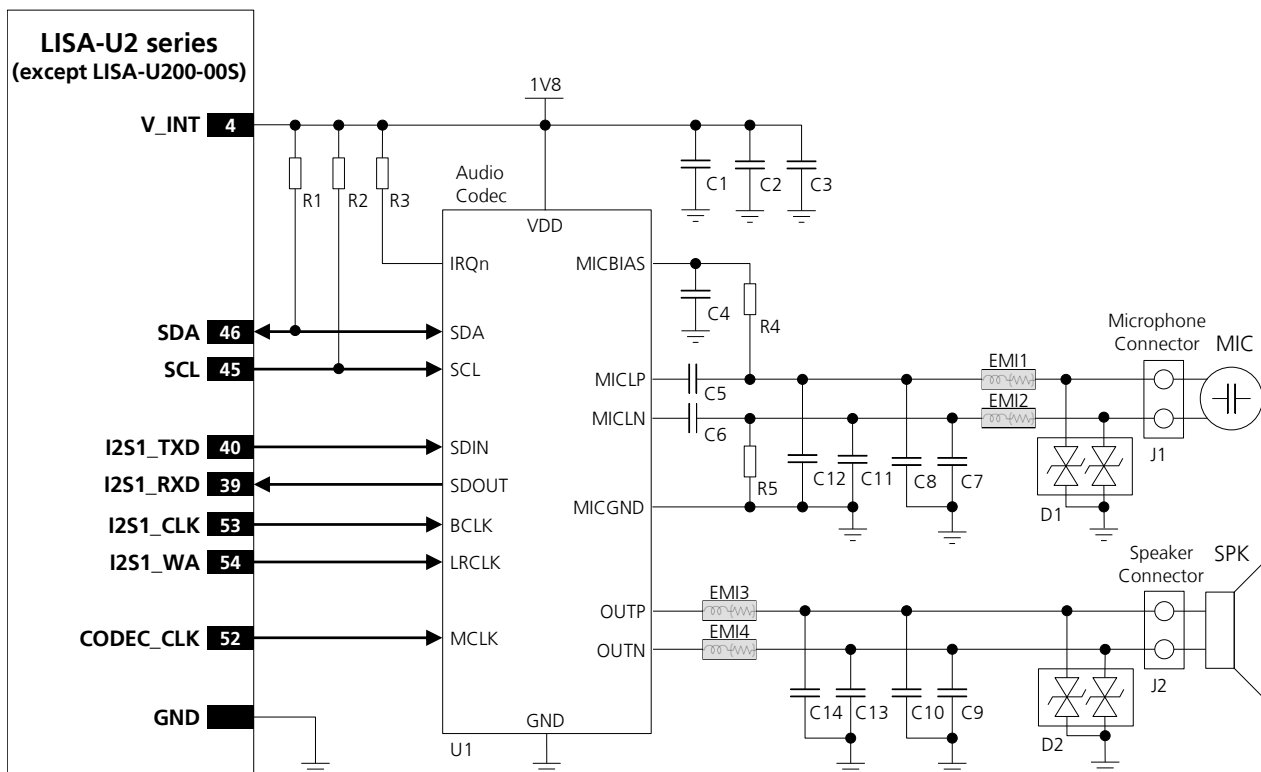 LISA-U2 series
(except LISA-U200-00S)
1V8
V_INT 4
Audio
Codec
R1
R2
R3
C1
C2
C3
VDD
IRQn
MICBIAS
C4
R4
SDA 46
SDA
SCL 45
SCL
Microphone
Connector
MIC
EMI1
MICLP
C5
EMI2
MICLN
C6
J1
I2S1_TXD 40
SDIN
I2S1_RXD 39
SDOUT
R5
C12
C11
C8
C7
MICGND
D1
I2S1_CLK 53
BCLK
I2S1_WA 54
LRCLK
Speaker
Connector
SPK
EMI3
OUTP
EMI4
OUTN
CODEC_CLK 52
MCLK
J2
C14
C13
C10
C9
D2
GND
GND
U1